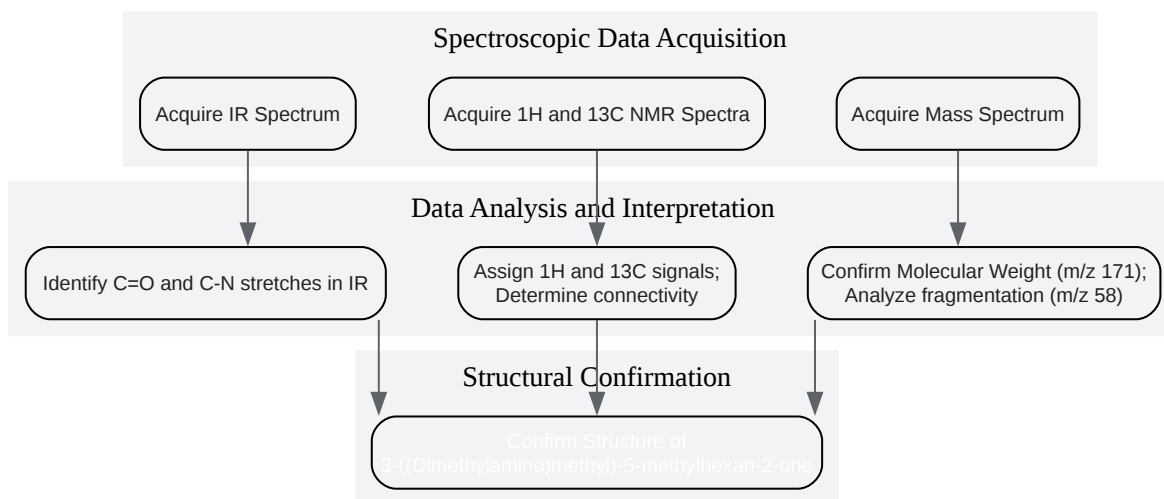 Spectroscopic Data Acquisition
Acquire IR Spectrum
Acquire 1H and 13C NMR Spectra
Acquire Mass Spectrum
Data Analysis and Interpretation
Identify C=O and C-N stretches in IR
Assign 1H and 13C signals;
Determine connectivity
Confirm Molecular Weight (m/z 171);
Analyze fragmentation (m/z 58)
Structural Confirmation
Confirm Structure of
3-((Dimethylamino)methyl)-5-methylhexan-2-one